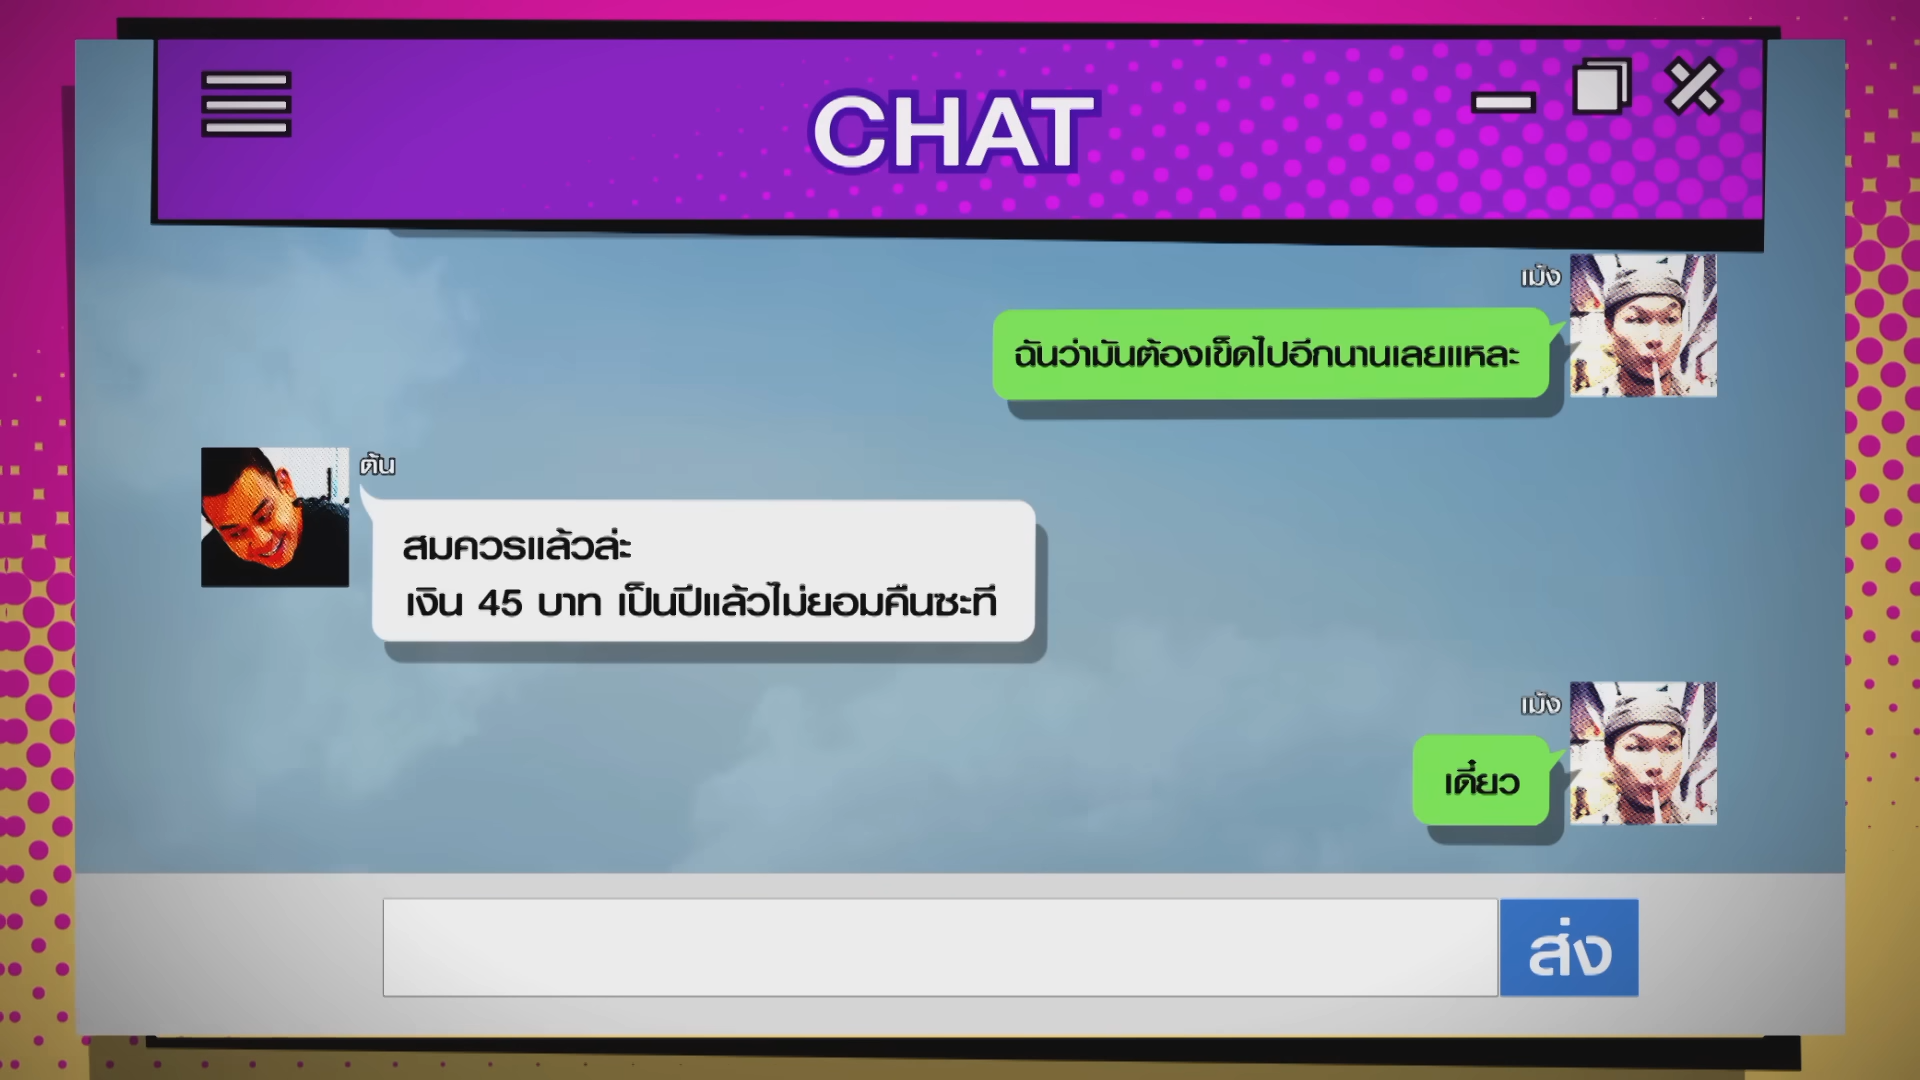 CHAT
เม้ง
ฉันว่ามันต้องเข็ดไปอีกนานเลยแหละ
ต้น
สมควรแล้วล่ะ
เงิน 45 บาท เป็นปีแล้วไม่ยอมคืนซะที
เม้ง
เดี๋ยว
ส่ง